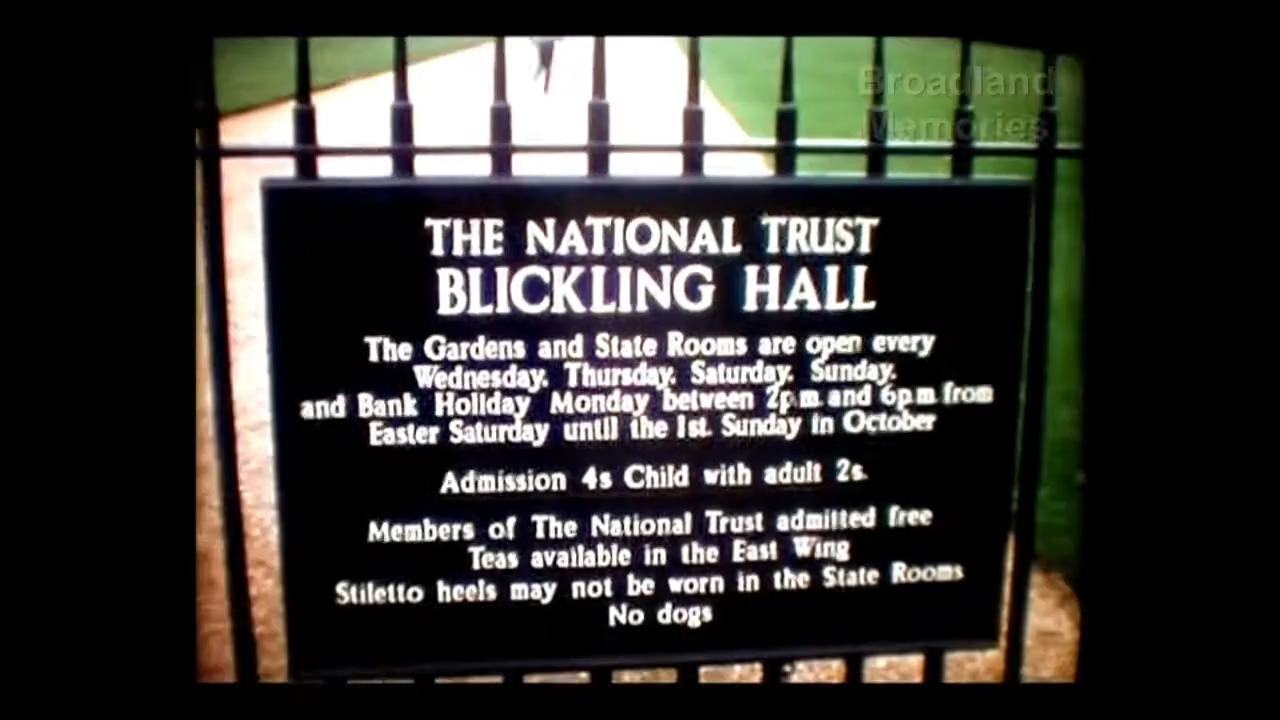 Broadland
Memories
THE NATIONAL TRUST
BLICKLING HALL
The Gardens and State Rooms are open every
Wednesday. Thursday. Saturday. Sunday.
and Bank Holiday Monday between 2p.m and 6p.m from
Easter Saturday until the 1st. Sunday in October
Admission 4s Child with adult 2s.
Members of The National Trust admitted free
Teas available in the East Wing
Stiletto heels may not be worn in the State Rooms
No dogs